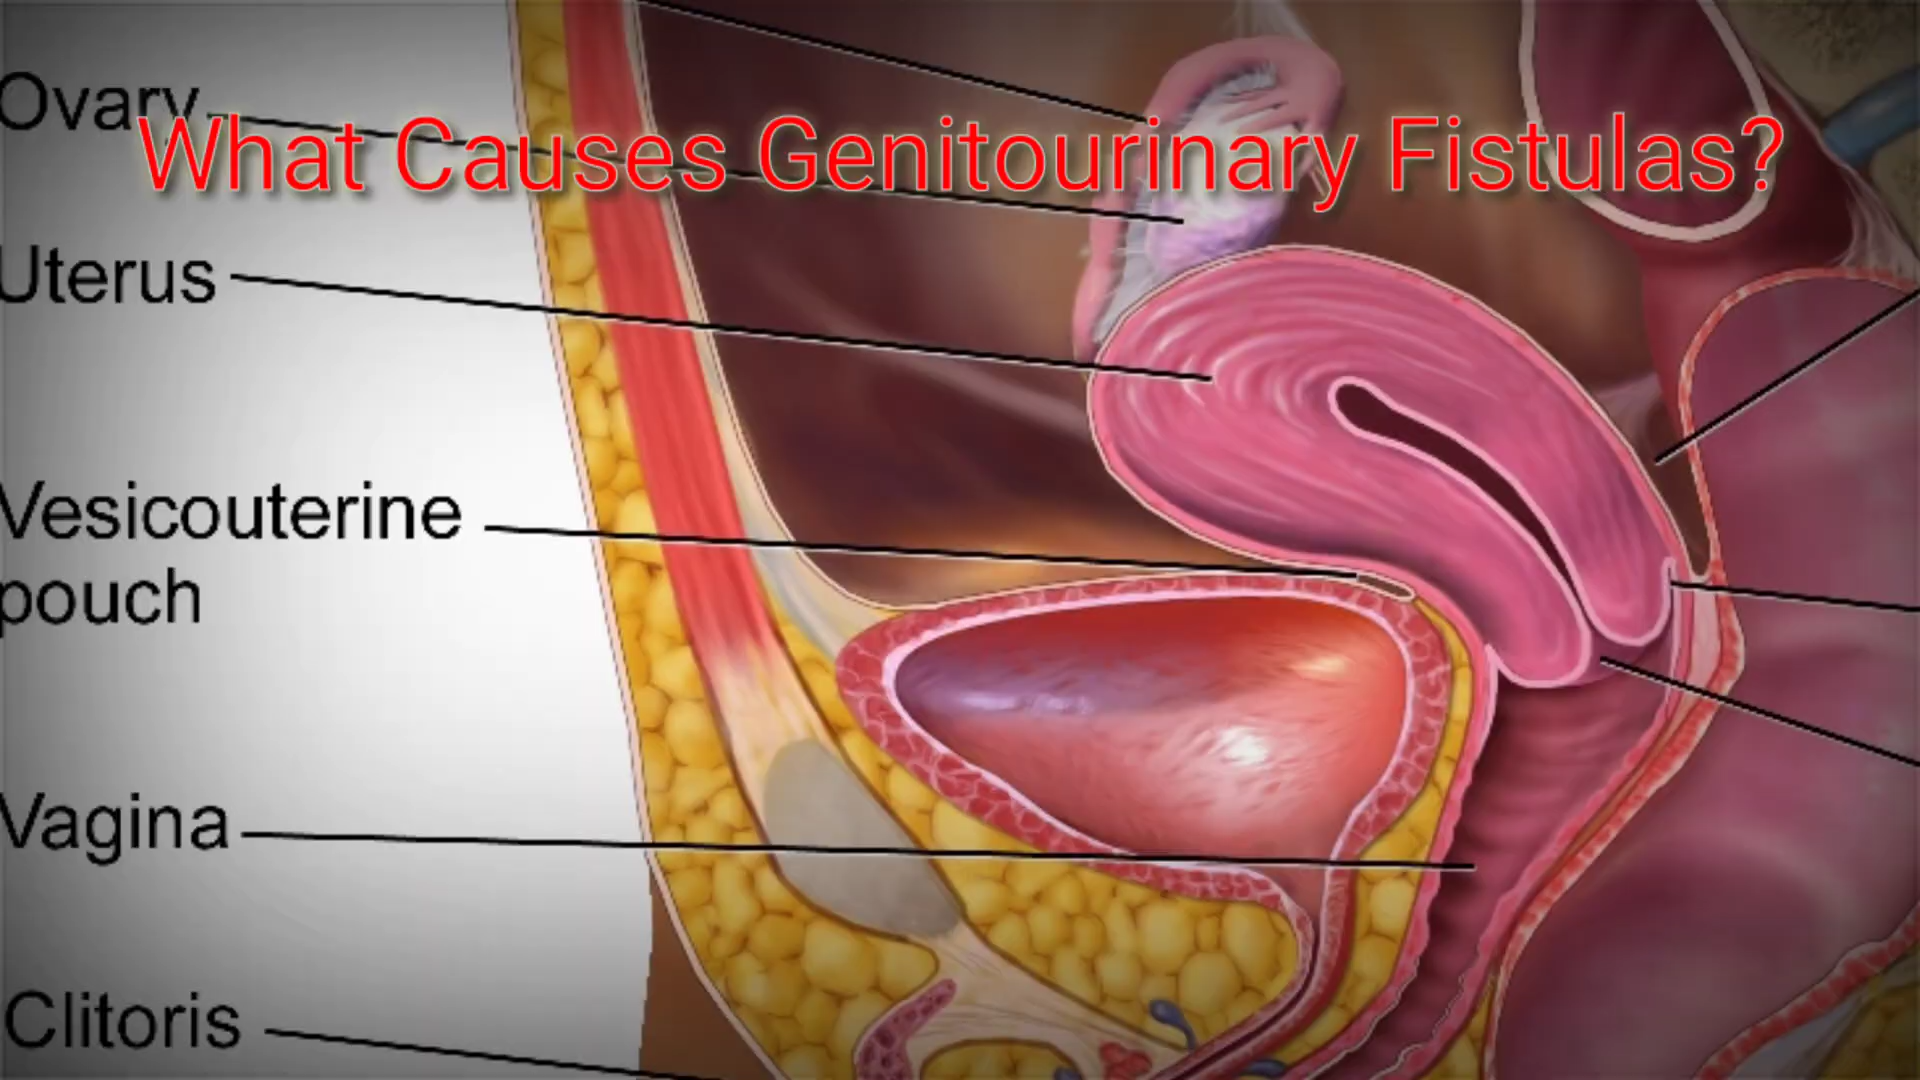 Ovary
What Causes Genitourinary Fistulas?
Uterus
Vesicouterine
pouch
Vagina
Clitoris